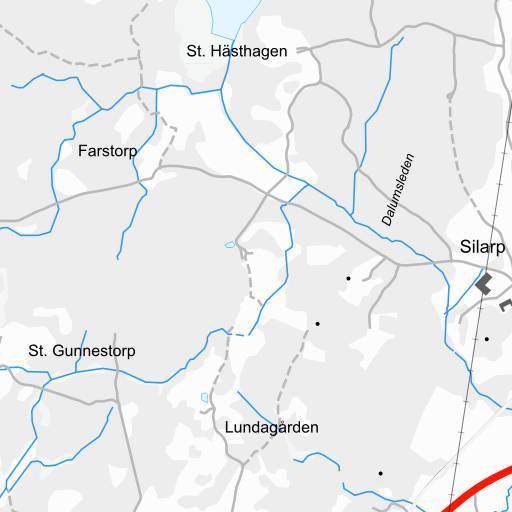 St. Hästhagen
Farstorp
Dalumsleden
Silarp
St. Gunnestorp
Lundagården